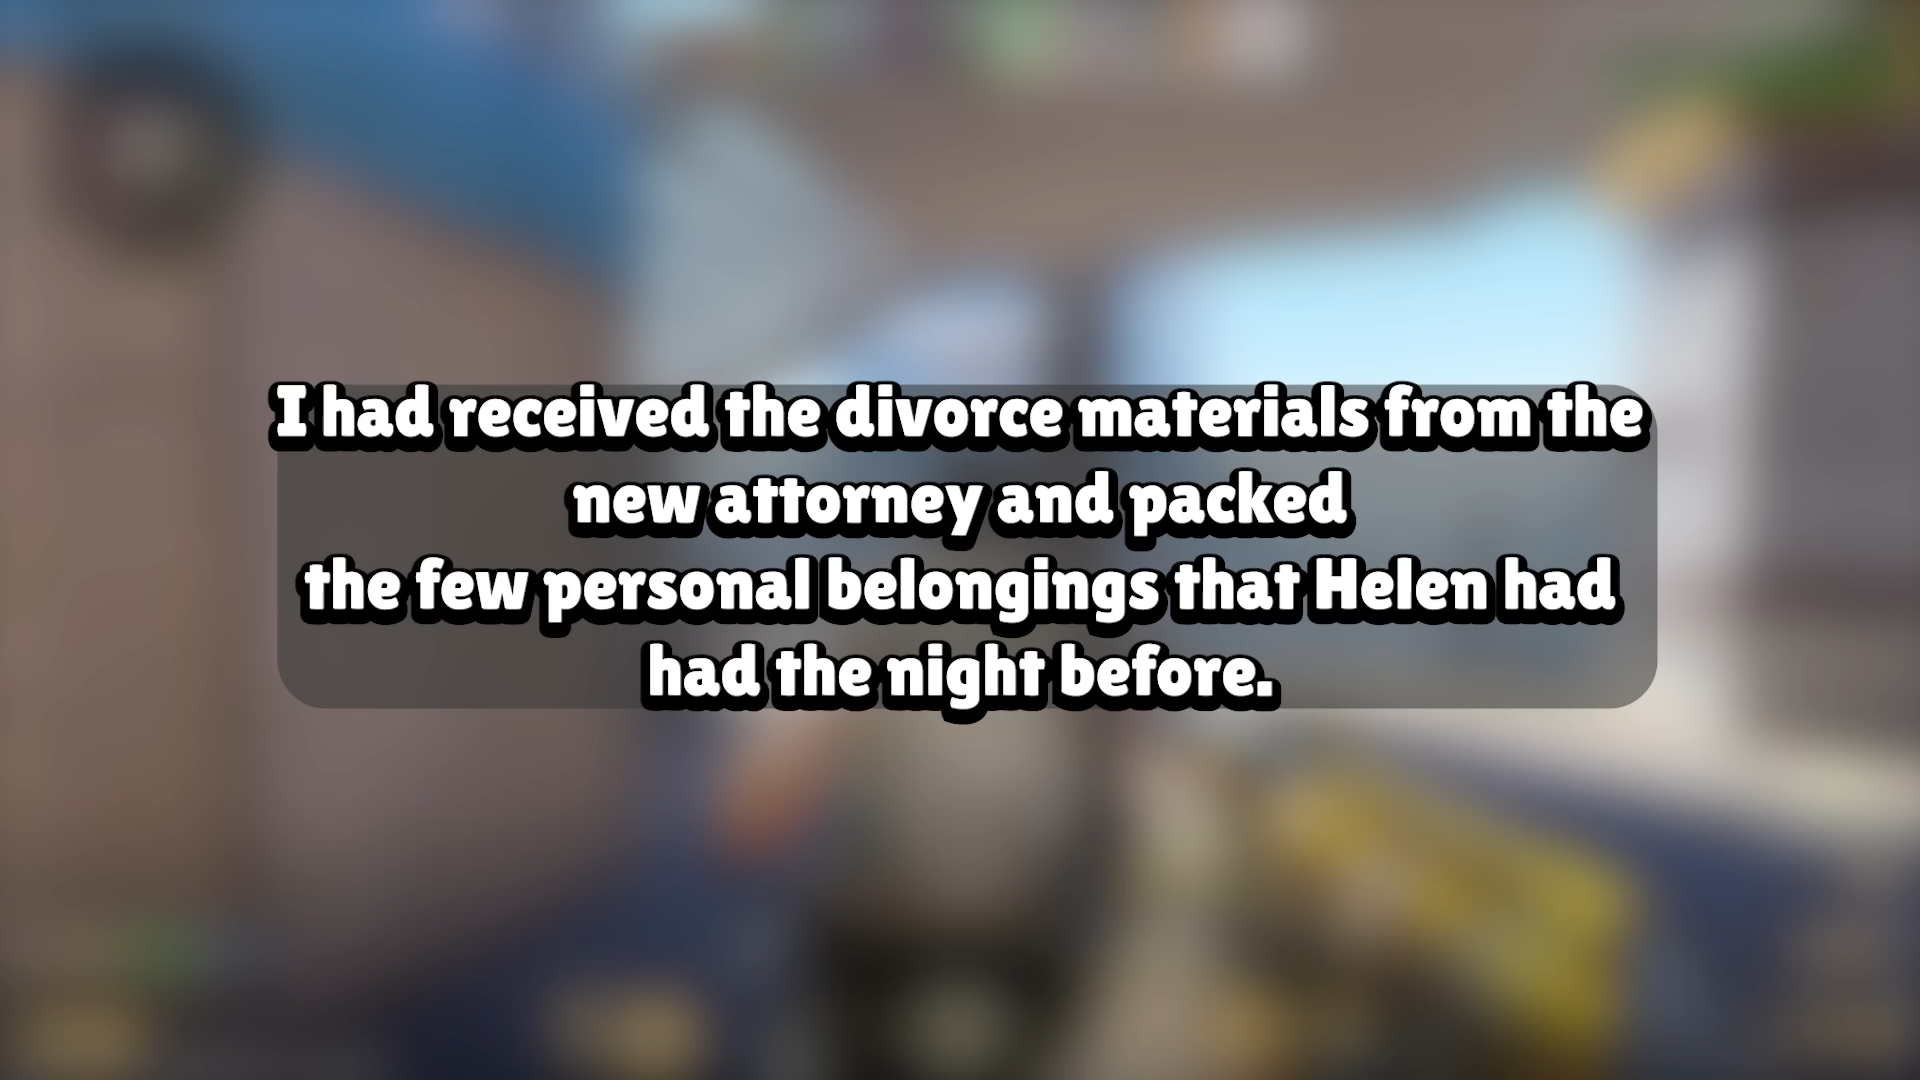 I had received the divorce materials from the
new attorney and packed
the few personal belongings that Helen had
had the night before.